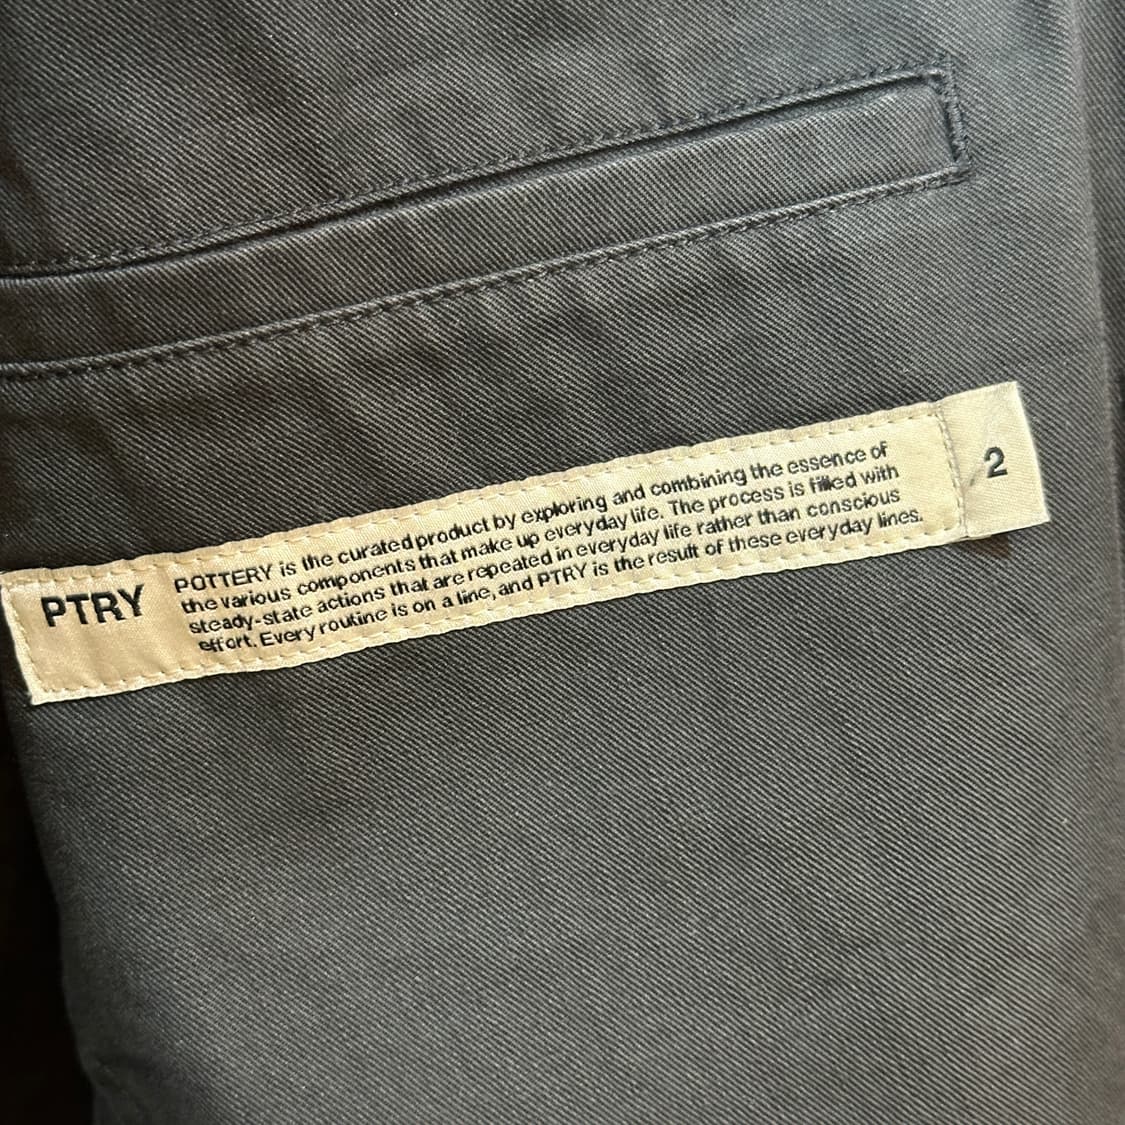 PTRY
POTTERY is the curated product by exploring and combining the essence of
the various components that make up everyday life. The process is filled with
steady-state actions that are repeated in everyday life rather than conscious
effort. Every routine is on a line, and PTRY is the result of these everyday lines.
2